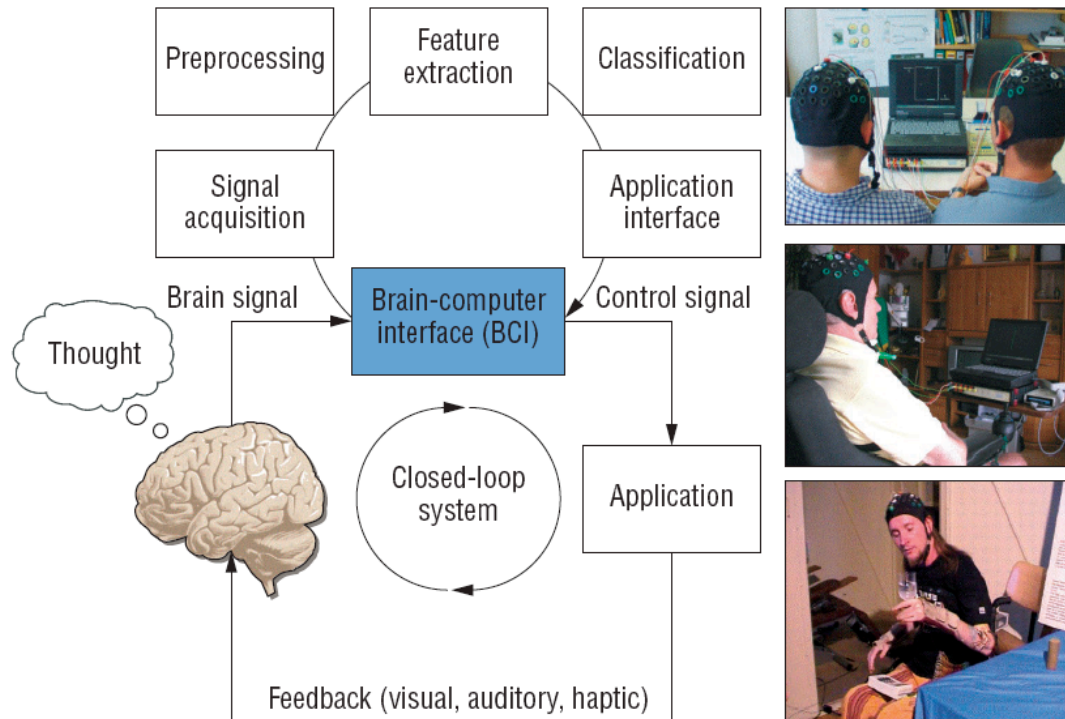 Preprocessing
Feature
extraction
Classification
Signal
acquisition
Application
interface
Brain signal
Brain-computer
interface (BCI)
Control signal
Thought
Closed-loop
system
Application
Feedback (visual, auditory, haptic)